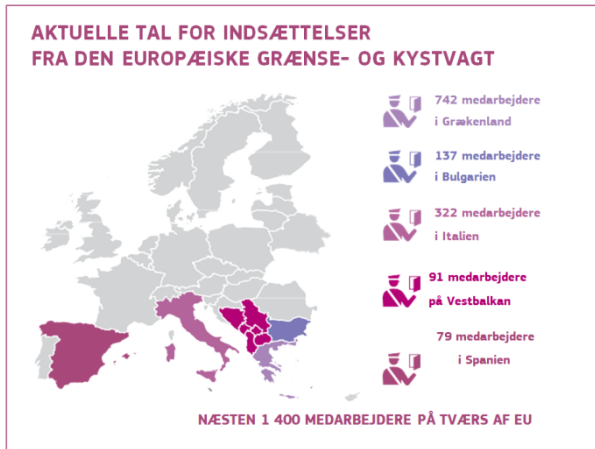 AKTUELLE TAL FOR INDSÆTTELSER
FRA DEN EUROPÆISKE GRÆNSE- OG KYSTVAGT
742 medarbejdere
i Grækenland
137 medarbejdere
i Bulgarien
322 medarbejdere
i Italien
91 medarbejdere
på Vestbalkan
79 medarbejdere
i Spanien
NÆSTEN 1 400 MEDARBEJDERE PÅ TVÆRS AF EU